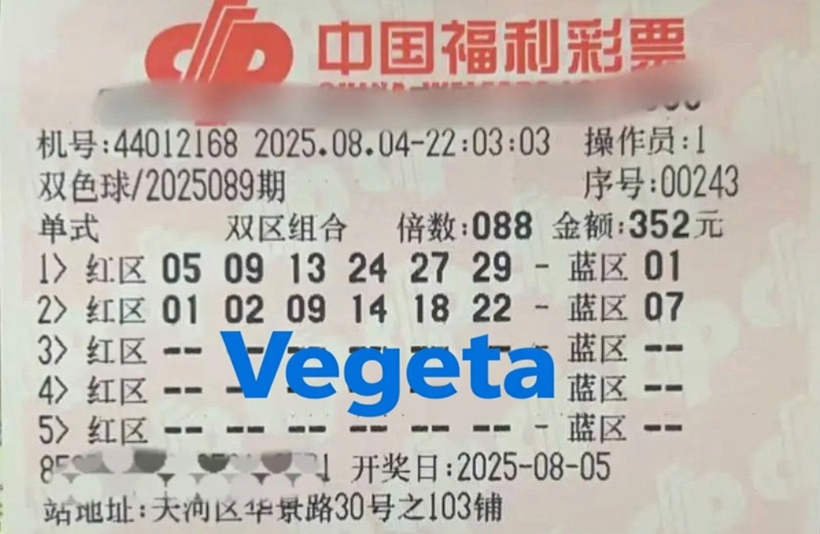 中国福利彩票
机号:44012168 2025.08.04-22:03:03 操作员:1
双色球/2025089期 序号:00243
单式 双区组合 倍数:088 金额:352元
1> 红区 05 09 13 24 27 29 - 蓝区 01
2> 红区 01 02 09 14 18 22 - 蓝区 07
3> 红区 -- -- -- -- -- -- - 蓝区 --
Vegeta
4> 红区 -- -- -- -- -- -- - 蓝区 --
5> 红区 -- -- -- -- -- -- - 蓝区 --
开奖日:2025-08-05
站地址:天河区华景路30号之103铺